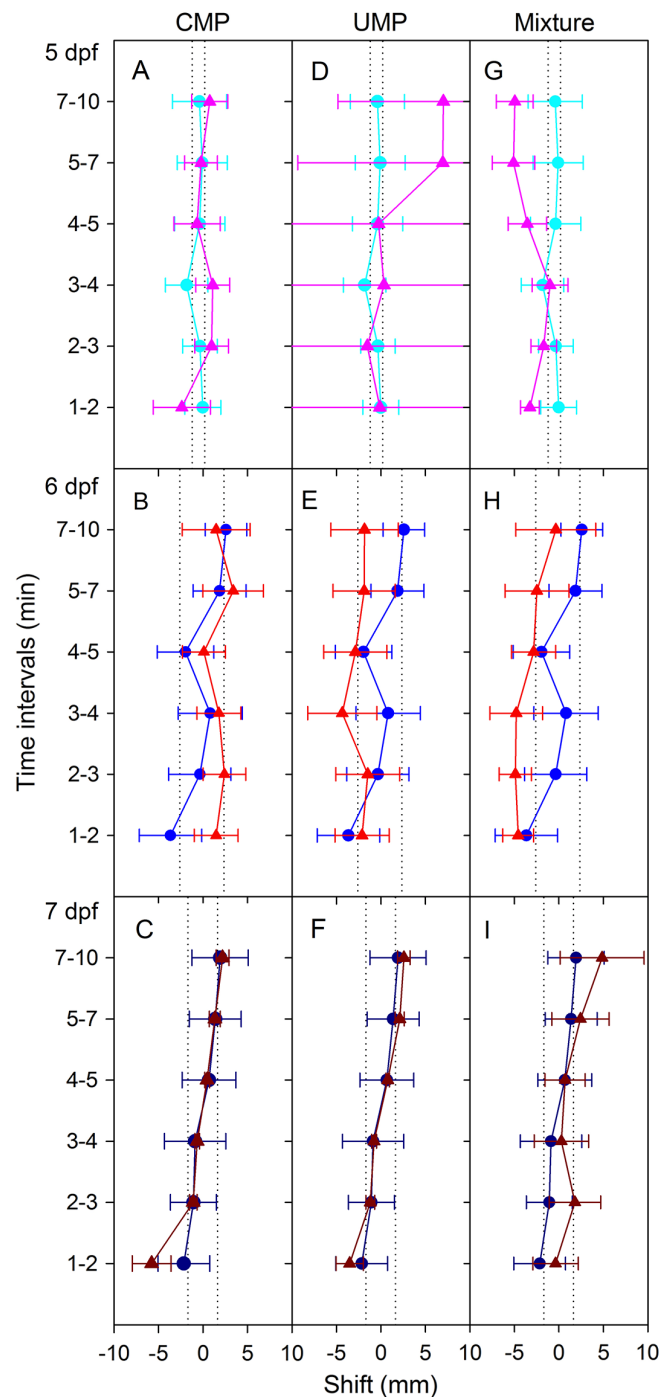 CMP UMP Mixture
5 dpf
A D G
7-10
5-7
4-5
3-4
2-3
1-2
6 dpf
B E H
7-10
5-7
4-5
3-4
2-3
1-2
Time intervals (min)
7 dpf
C F I
7-10
5-7
4-5
3-4
2-3
1-2
-10 -5 0 5 10 -5 0 5 10 -5 0 5 10
Shift (mm)